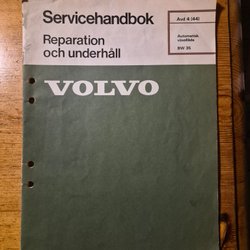 Servicehandbok
Reparation
och underhåll
Avd 4 (44)
Automatisk
växellåda
BW 35
VOLVO